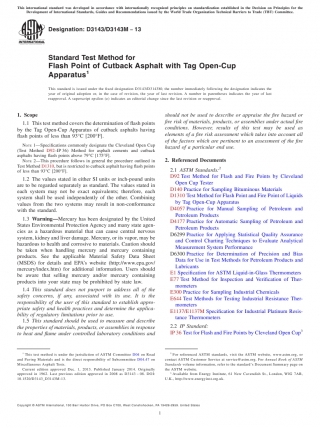 This international standard was developed in accordance with internationally recognized principles on standardization established in the Decision on Principles for the
Development of International Standards, Guides and Recommendations issued by the World Trade Organization Technical Barriers to Trade (TBT) Committee.
Designation: D3143/D3143M − 13
INTERNATIONAL
Standard Test Method for
Flash Point of Cutback Asphalt with Tag Open-Cup
Apparatus1
This standard is issued under the fixed designation D3143/D3143M; the number immediately following the designation indicates the
year of original adoption or, in the case of revision, the year of last revision. A number in parentheses indicates the year of last
reapproval. A superscript epsilon (ε) indicates an editorial change since the last revision or reapproval.
1. Scope
1.1 This test method covers the determination of flash points
by the Tag Open-Cup Apparatus of cutback asphalts having
flash points of less than 93°C [200°F].
NOTE 1—Specifications commonly designate the Cleveland Open Cup
(Test Method D92-IP 36) Method for asphalt cements and cutback
asphalts having flash points above 79°C [175°F].
NOTE 2—This procedure follows in general the procedure outlined in
Test Method D1310, but is restricted to cutback asphalts having flash points
of less than 93°C [200°F].
1.2 The values stated in either SI units or inch-pound units
are to be regarded separately as standard. The values stated in
each system may not be exact equivalents; therefore, each
system shall be used independently of the other. Combining
values from the two systems may result in non-conformance
with the standard.
1.3 Warning—Mercury has been designated by the United
States Environmental Protection Agency and many state agen-
cies as a hazardous material that can cause central nervous
system, kidney and liver damage. Mercury, or its vapor, may be
hazardous to health and corrosive to materials. Caution should
be taken when handling mercury and mercury containing
products. See the applicable Material Safety Data Sheet
(MSDS) for details and EPA's website (http://www.epa.gov/
mercury/index.htm) for additional information. Users should
be aware that selling mercury and/or mercury containing
products into your state may be prohibited by state law.
1.4 This standard does not purport to address all of the
safety concerns, if any, associated with its use. It is the
responsibility of the user of this standard to establish appro-
priate safety and health practices and determine the applica-
bility of regulatory limitations prior to use.
1.5 This standard should be used to measure and describe
the properties of materials, products, or assemblies in response
to heat and flame under controlled laboratory conditions and
should not be used to describe or appraise the fire hazard or
fire risk of materials, products, or assemblies under actual fire
conditions. However, results of this test may be used as
elements of a fire risk assessment which takes into account all
of the factors which are pertinent to an assessment of the fire
hazard of a particular end use.
2. Referenced Documents
2.1 ASTM Standards:2
D92 Test Method for Flash and Fire Points by Cleveland
Open Cup Tester
D140 Practice for Sampling Bituminous Materials
D1310 Test Method for Flash Point and Fire Point of Liquids
by Tag Open-Cup Apparatus
D4057 Practice for Manual Sampling of Petroleum and
Petroleum Products
D4177 Practice for Automatic Sampling of Petroleum and
Petroleum Products
D6299 Practice for Applying Statistical Quality Assurance
and Control Charting Techniques to Evaluate Analytical
Measurement System Performance
D6300 Practice for Determination of Precision and Bias
Data for Use in Test Methods for Petroleum Products and
Lubricants
E1 Specification for ASTM Liquid-in-Glass Thermometers
E77 Test Method for Inspection and Verification of Ther-
mometers
E300 Practice for Sampling Industrial Chemicals
E644 Test Methods for Testing Industrial Resistance Ther-
mometers
E1137/E1137M Specification for Industrial Platinum Resis-
tance Thermometers
2.2 IP Standard:
IP 36 Test for Flash and Fire Points by Cleveland Open Cup3
1 This test method is under the jurisdiction of ASTM Committee D04 on Road
and Paving Materials and is the direct responsibility of Subcommittee D04.47 on
Miscellaneous Asphalt Tests.
Current edition approved Dec. 1, 2013. Published January 2014. Originally
2 For referenced ASTM standards, visit the ASTM website, www.astm.org, or
contact ASTM Customer Service at service@astm.org. For Annual Book of ASTM
Standards volume information, refer to the standard's Document Summary page on
the ASTM website.
3 Available from Energy Institute, 61 New Cavendish St., London, W1G 7AR,
U.K., http://www.energyinst.org.uk.
Copyright © ASTM International, 100 Barr Harbor Drive, PO Box C700, West Conshohocken, PA 19428-2959. United States
1